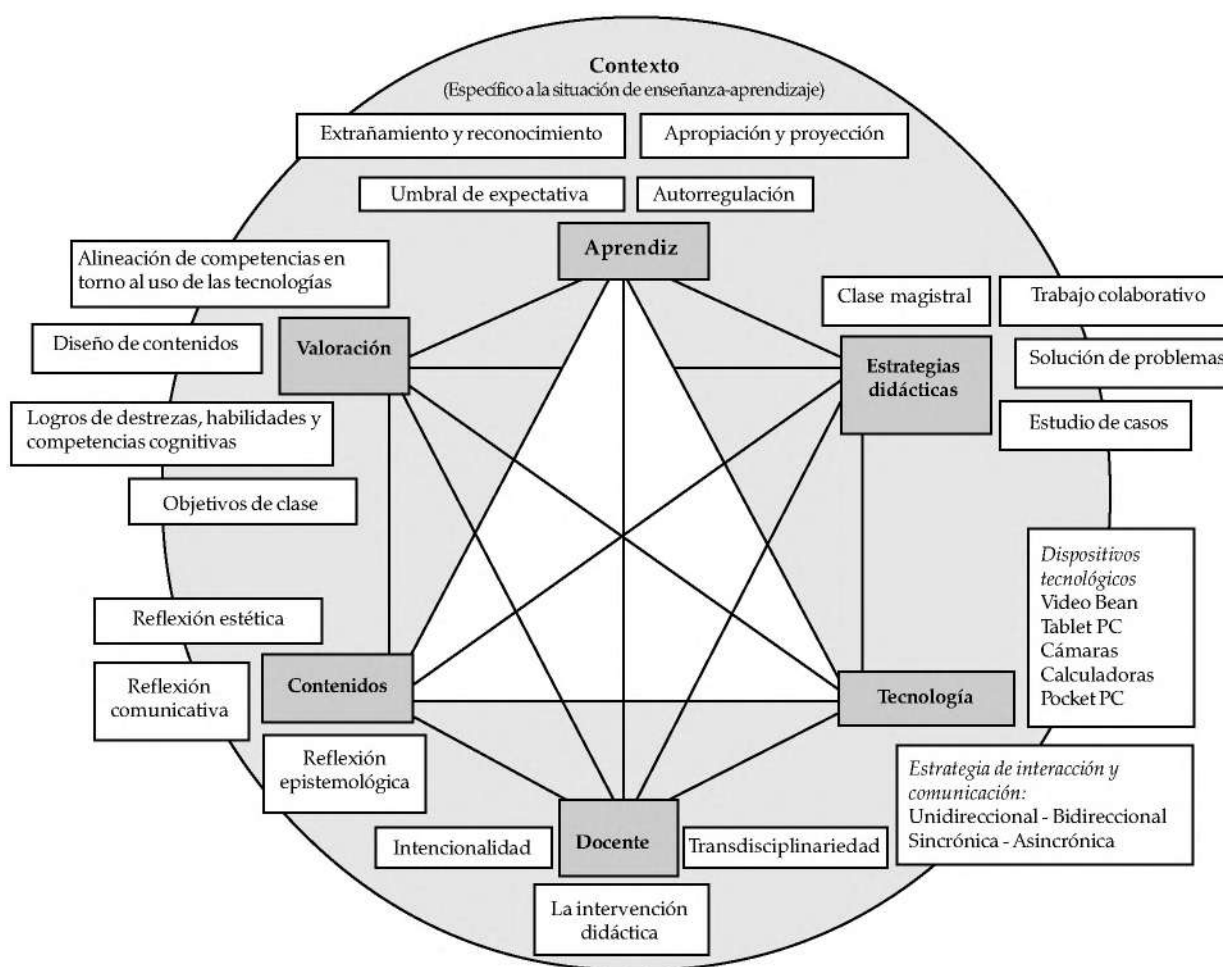 Contexto
(Específico a la situación de enseñanza-aprendizaje)
Extrañamiento y reconocimiento
Apropiación y proyección
Umbral de expectativa
Autorregulación
Aprendiz
Alineación de competencias en
torno al uso de las tecnologías
Diseño de contenidos
Valoración
Logros de destrezas, habilidades y
competencias cognitivas
Objetivos de clase
Clase magistral
Trabajo colaborativo
Estrategias
didácticas
Solución de problemas
Estudio de casos
Reflexión estética
Reflexión
comunicativa
Contenidos
Reflexión
epistemológica
Tecnología
Dispositivos
tecnológicos
Video Bean
Tablet PC
Cámaras
Calculadoras
Pocket PC
Estrategia de interacción y
comunicación:
Unidireccional - Bidireccional
Sincrónica - Asincrónica
Intencionalidad
Docente
Transdisciplinariedad
La intervención
didáctica